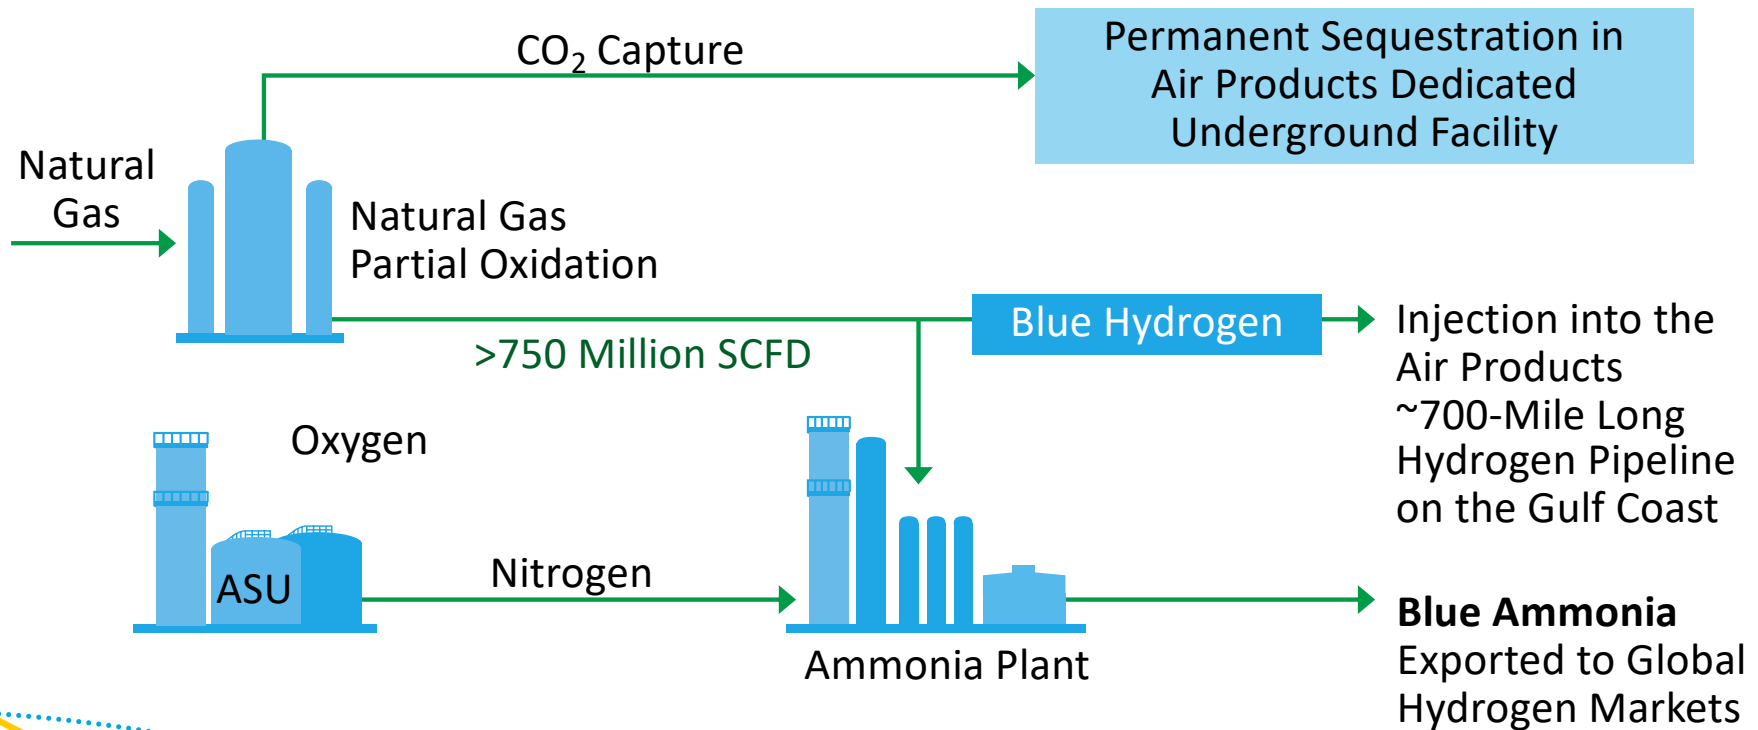 CO₂ Capture
Permanent Sequestration in
Air Products Dedicated
Underground Facility
Natural
Gas
Natural Gas
Partial Oxidation
>750 Million SCFD
Blue Hydrogen
Injection into the
Air Products
~700-Mile Long
Hydrogen Pipeline
on the Gulf Coast
Oxygen
ASU
Nitrogen
Ammonia Plant
Blue Ammonia
Exported to Global
Hydrogen Markets